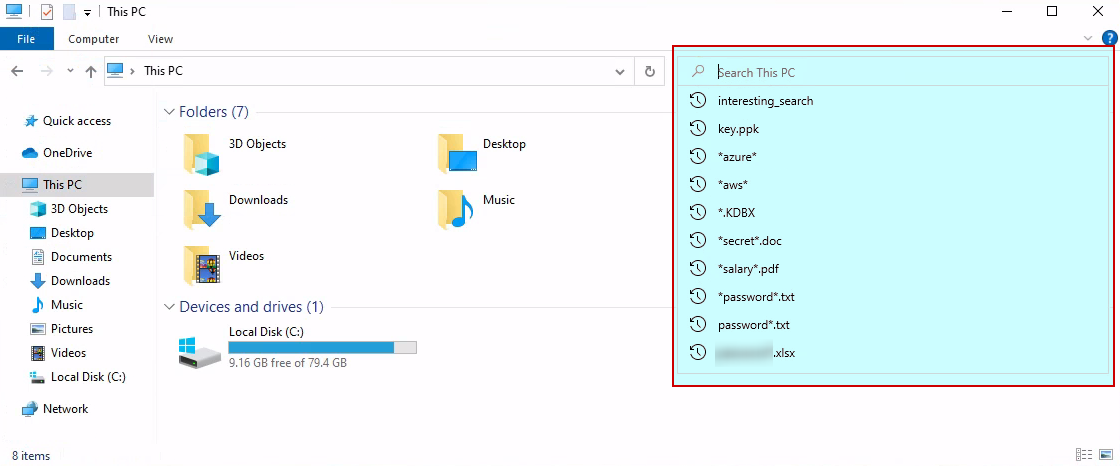 This PC
File
Computer
View
This PC
Search This PC
interesting_search
key.ppk
*azure*
*aws*
*.KDBX
*secret*.doc
*salary*.pdf
*password*.txt
password*.txt
.xlsx
Quick access
OneDrive
This PC
3D Objects
Desktop
Documents
Downloads
Music
Pictures
Videos
Local Disk (C:)
Network
Folders (7)
3D Objects
Desktop
Downloads
Music
Videos
Devices and drives (1)
Local Disk (C:)
9.16 GB free of 79.4 GB
8 items